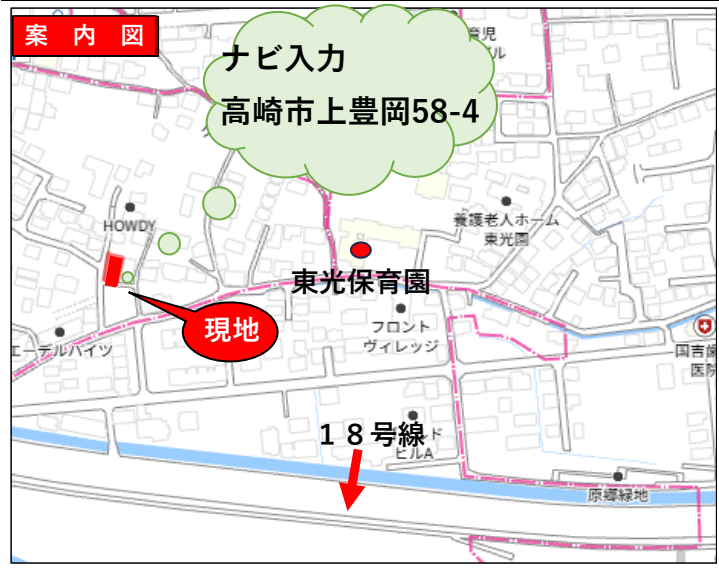 案 内 図
ナビ入力
高崎市上豊岡58-4
育児
HOWDY
養護老人ホーム
東光園
東光保育園
現地
フロント
ヴィレッジ
エーデルハイツ
国吉歯
医院
１８号線
ヒルA
原郷緑地